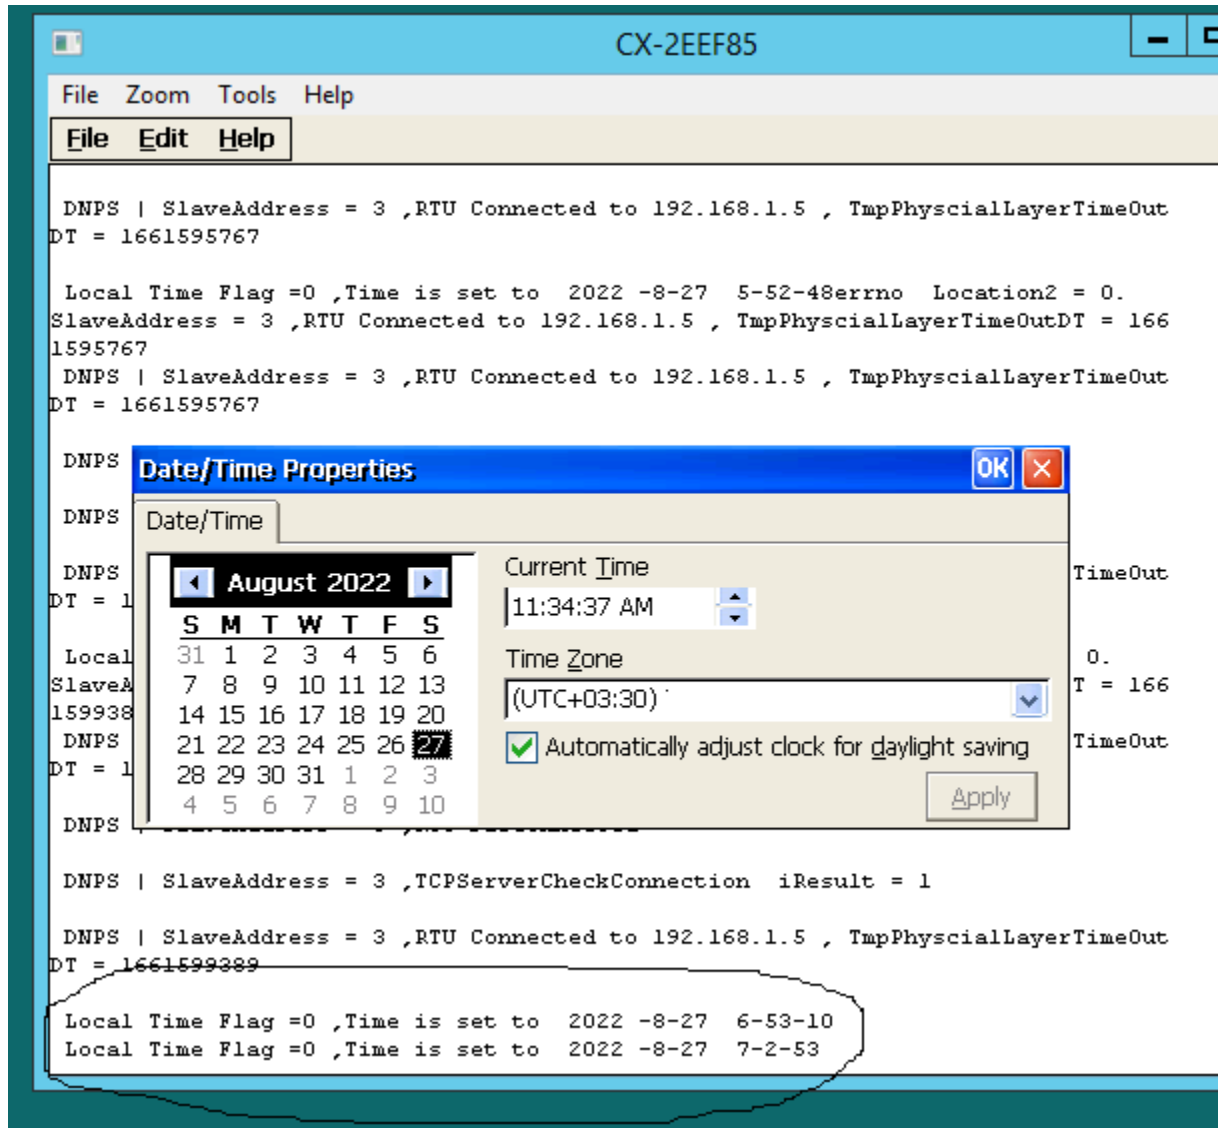 CX-2EEF85
File Zoom Tools Help
File Edit Help
DNPS | SlaveAddress = 3 ,RTU Connected to 192.168.1.5 , TmpPhyscialLayerTimeOut
DT = 1661595767
Local Time Flag =0 ,Time is set to 2022 -8-27 5-52-48errno Location2 = 0.
SlaveAddress = 3 ,RTU Connected to 192.168.1.5 , TmpPhyscialLayerTimeOutDT = 166
1595767
DNPS | SlaveAddress = 3 ,RTU Connected to 192.168.1.5 , TmpPhyscialLayerTimeOut
DT = 1661595767
DNPS
Date/Time Properties OK
DNPS
Date/Time
DNPS TimeOut
DT = 1
Local 0.
SlaveA T = 166
159938
DNPS TimeOut
DT = 1
August 2022
S M T W T F S
31 1 2 3 4 5 6
7 8 9 10 11 12 13
14 15 16 17 18 19 20
21 22 23 24 25 26 27
28 29 30 31 1 2 3
4 5 6 7 8 9 10
Current Time
11:34:37 AM
Time Zone
(UTC+03:30)
Automatically adjust clock for daylight saving
Apply
DNPS
DNPS | SlaveAddress = 3 ,TCPServerCheckConnection iResult = 1
DNPS | SlaveAddress = 3 ,RTU Connected to 192.168.1.5 , TmpPhyscialLayerTimeOut
DT = 1661599389
Local Time Flag =0 ,Time is set to 2022 -8-27 6-53-10
Local Time Flag =0 ,Time is set to 2022 -8-27 7-2-53